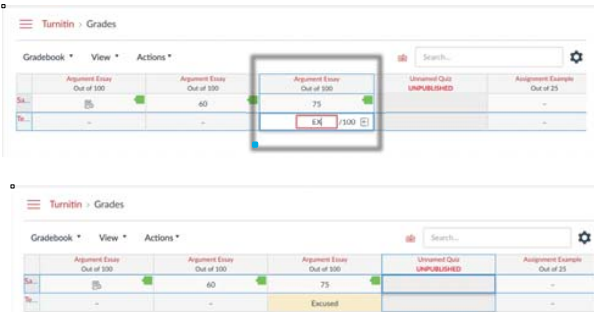 Turnitin › Grades
Gradebook View Actions Search...
Argument Essay Argument Essay Argument Essay Unnamed Quiz Assignment Example
Out of 100 Out of 100 Out of 100 UNPUBLISHED Out of 25
Sa... 60 75 -
Te... - - EX /100 -
Turnitin › Grades
Gradebook View Actions Search...
Argument Essay Argument Essay Argument Essay Unnamed Quiz Assignment Example
Out of 100 Out of 100 Out of 100 UNPUBLISHED Out of 25
Sa... 60 75 -
Te... - - Excused -